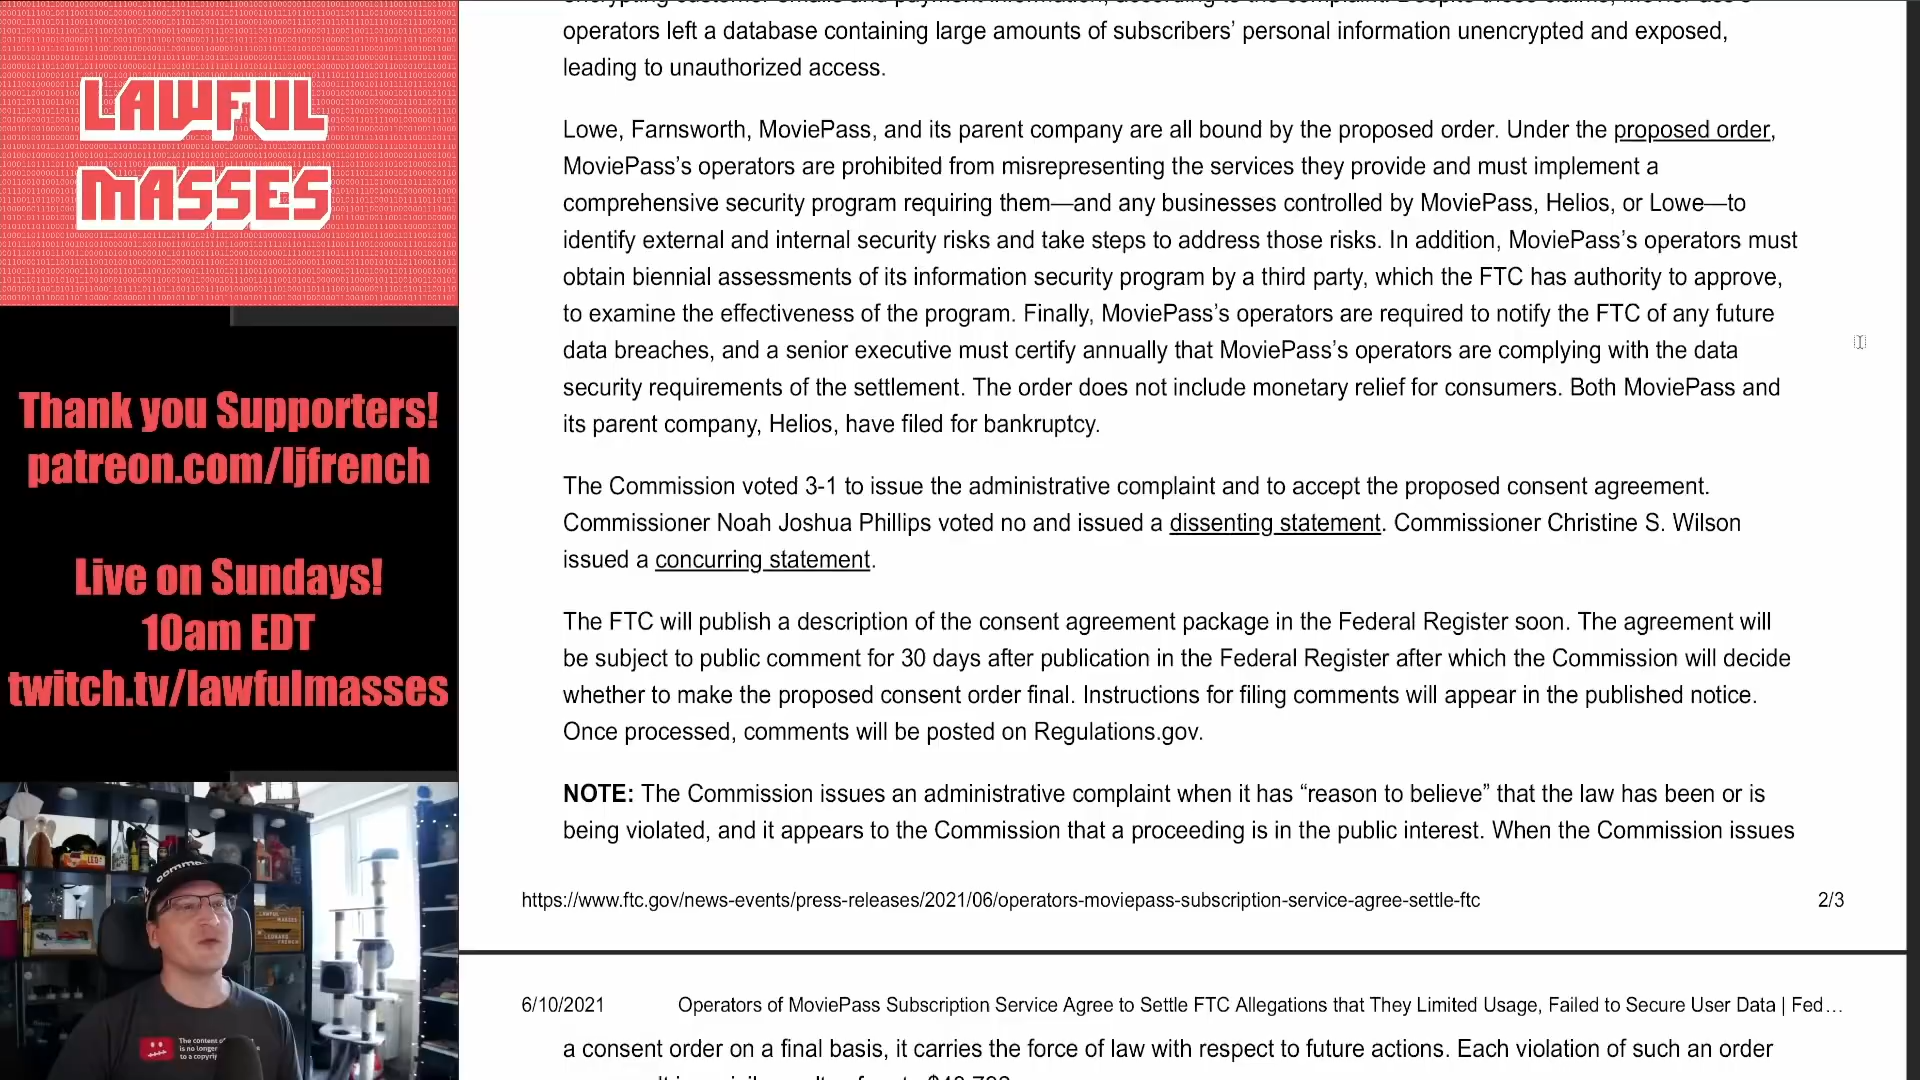 LAWFUL
MASSES
Thank you Supporters!
patreon.com/ljfrench
Live on Sundays!
10am EDT
twitch.tv/lawfulmasses
operators left a database containing large amounts of subscribers’ personal information unencrypted and exposed,
leading to unauthorized access.
Lowe, Farnsworth, MoviePass, and its parent company are all bound by the proposed order. Under the proposed order,
MoviePass’s operators are prohibited from misrepresenting the services they provide and must implement a
comprehensive security program requiring them—and any businesses controlled by MoviePass, Helios, or Lowe—to
identify external and internal security risks and take steps to address those risks. In addition, MoviePass’s operators must
obtain biennial assessments of its information security program by a third party, which the FTC has authority to approve,
to examine the effectiveness of the program. Finally, MoviePass’s operators are required to notify the FTC of any future
data breaches, and a senior executive must certify annually that MoviePass’s operators are complying with the data
security requirements of the settlement. The order does not include monetary relief for consumers. Both MoviePass and
its parent company, Helios, have filed for bankruptcy.
The Commission voted 3-1 to issue the administrative complaint and to accept the proposed consent agreement.
Commissioner Noah Joshua Phillips voted no and issued a dissenting statement. Commissioner Christine S. Wilson
issued a concurring statement.
The FTC will publish a description of the consent agreement package in the Federal Register soon. The agreement will
be subject to public comment for 30 days after publication in the Federal Register after which the Commission will decide
whether to make the proposed consent order final. Instructions for filing comments will appear in the published notice.
Once processed, comments will be posted on Regulations.gov.
NOTE: The Commission issues an administrative complaint when it has “reason to believe” that the law has been or is
being violated, and it appears to the Commission that a proceeding is in the public interest. When the Commission issues
https://www.ftc.gov/news-events/press-releases/2021/06/operators-moviepass-subscription-service-agree-settle-ftc 2/3
6/10/2021 Operators of MoviePass Subscription Service Agree to Settle FTC Allegations that They Limited Usage, Failed to Secure User Data | Fed…
a consent order on a final basis, it carries the force of law with respect to future actions. Each violation of such an order
LAWFUL
MASSES
LEONARD
FRENCH
The content
is no longer
to a copyri